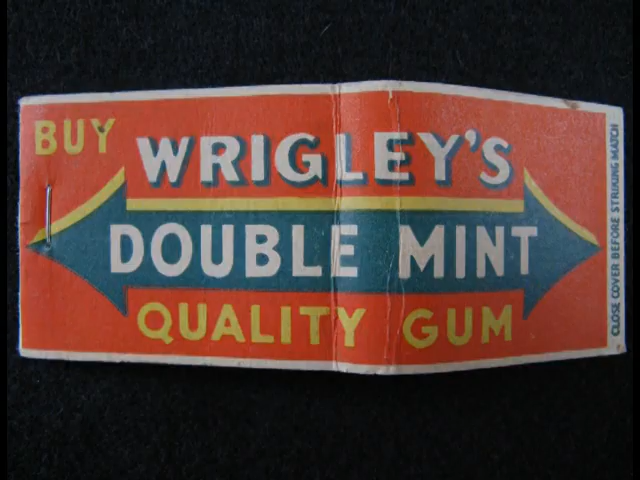 BUY
WRIGLEY'S
DOUBLE MINT
QUALITY GUM
CLOSE COVER BEFORE STRIKING MATCH